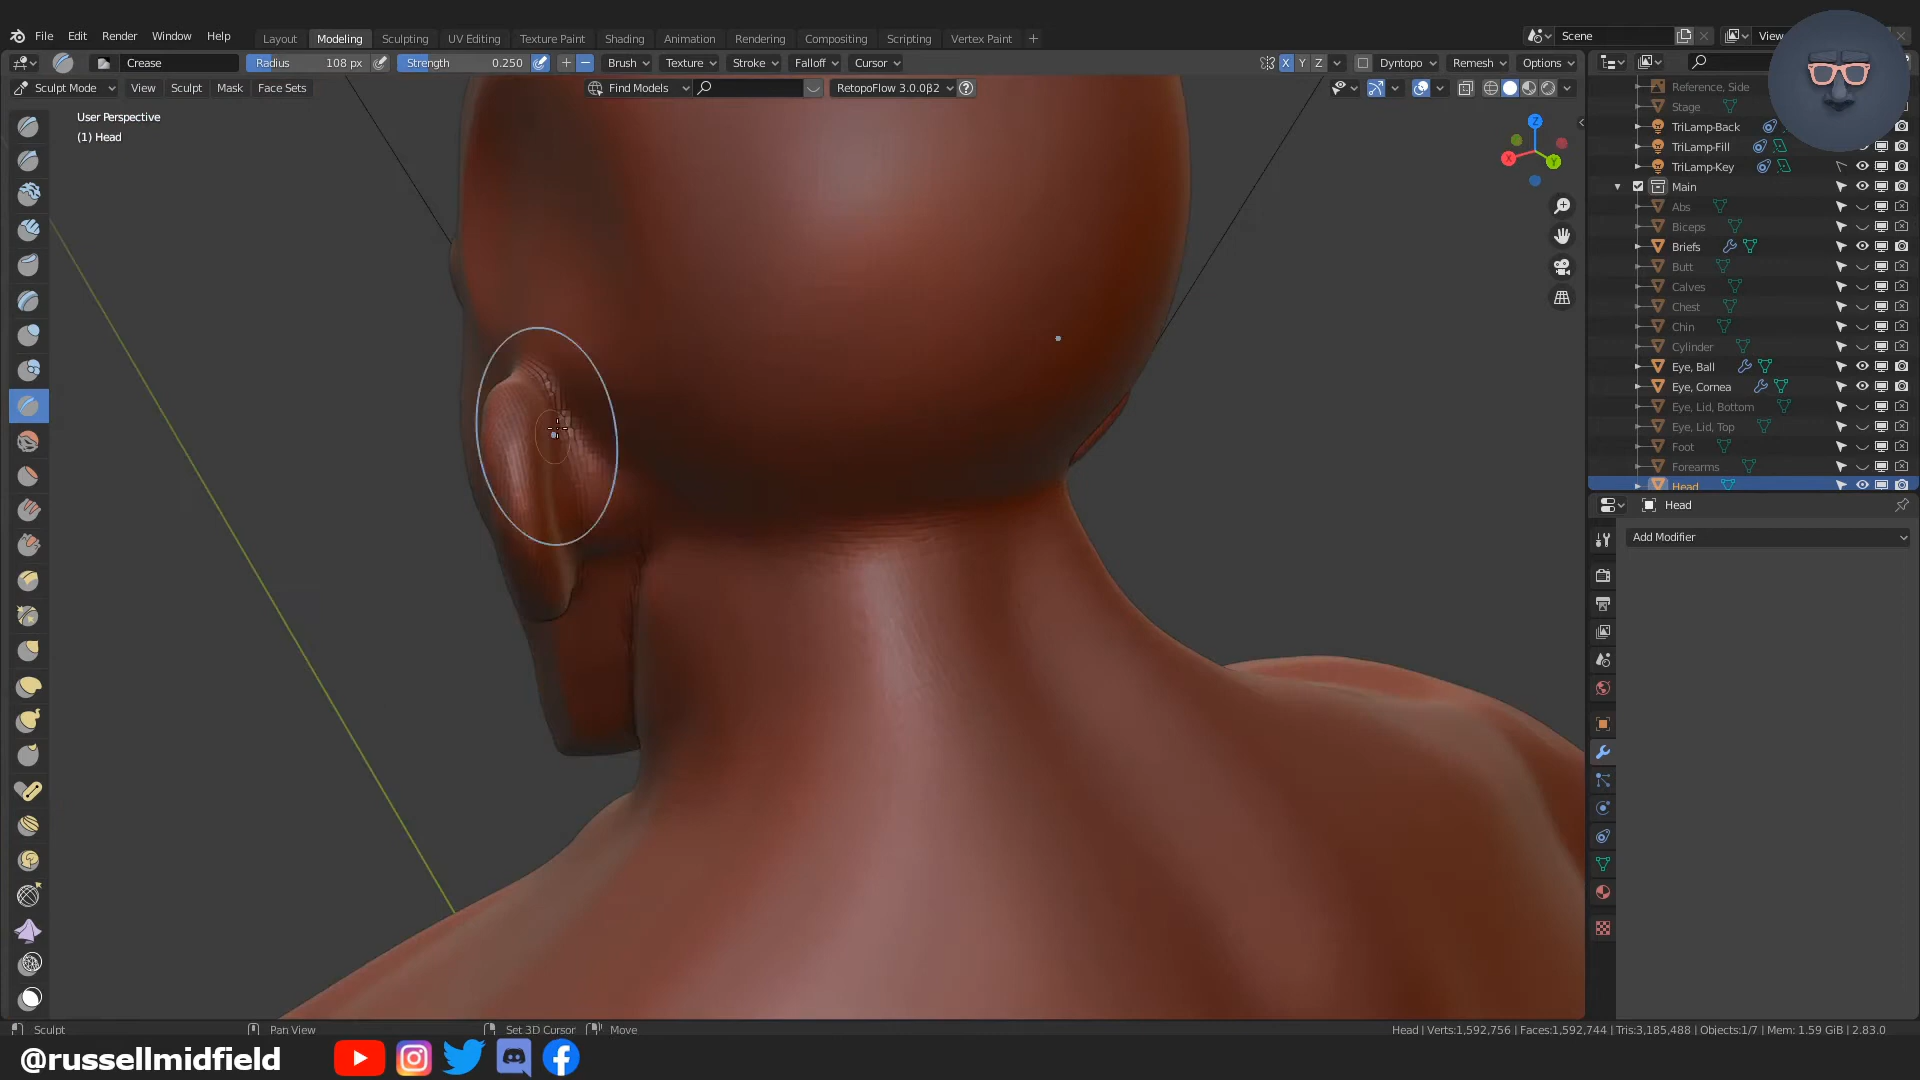 File Edit Render Window Help
Layout Modeling Sculpting UV Editing Texture Paint Shading Animation Rendering Compositing Scripting Vertex Paint +
Scene
View
Crease Radius 108 px Strength 0.250 Brush Texture Stroke Falloff Cursor
X Y Z Dyntopo Remesh Options
Sculpt Mode View Sculpt Mask Face Sets
Find Models RetopoFlow 3.0.0β2
User Perspective
(1) Head
Z
X
Y
Reference, Side
Stage
TriLamp-Back
TriLamp-Fill
TriLamp-Key
Main
Abs
Biceps
Briefs
Butt
Calves
Chest
Chin
Cylinder
Eye, Ball
Eye, Cornea
Eye, Lid, Bottom
Eye, Lid, Top
Foot
Forearms
Head
Head
Add Modifier
Sculpt Pan View Set 3D Cursor Move
Head | Verts:1,592,756 | Faces:1,592,744 | Tris:3,185,488 | Objects:1/7 | Mem: 1.59 GiB | 2.83.0
@russellmidfield